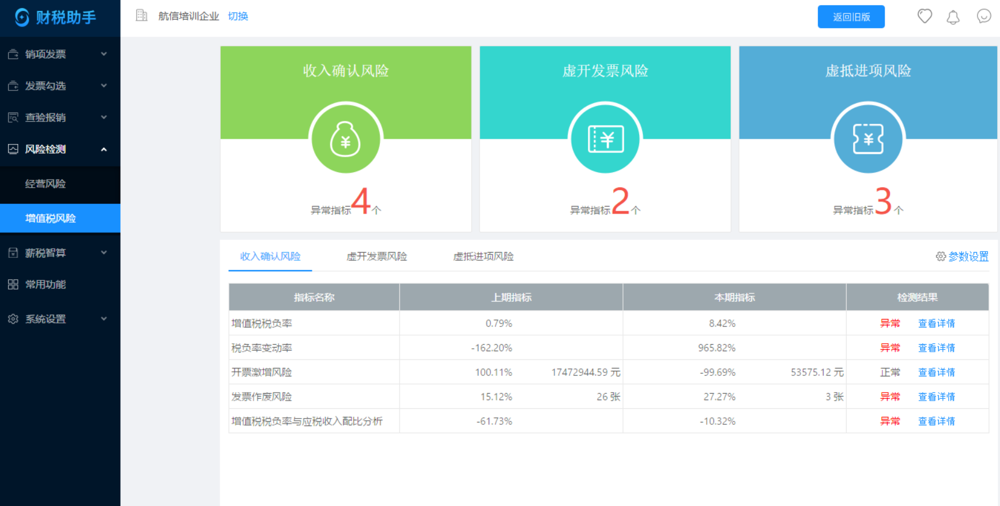 财税助手
航信培训企业 切换
返回旧版
销项发票
发票勾选
查验报销
风险检测
经营风险
增值税风险
薪税智算
常用功能
系统设置
收入确认风险
异常指标4个
虚开发票风险
异常指标2个
虚抵进项风险
异常指标3个
收入确认风险 虚开发票风险 虚抵进项风险 参数设置
指标名称 上期指标 本期指标 检测结果
增值税税负率 0.79% 8.42% 异常 查看详情
税负率变动率 -162.20% 965.82% 异常 查看详情
开票激增风险 100.11% 17472944.59 元 -99.69% 53575.12 元 正常 查看详情
发票作废风险 15.12% 26 张 27.27% 3 张 异常 查看详情
增值税税负率与应税收入配比分析 -61.73% -10.32% 异常 查看详情